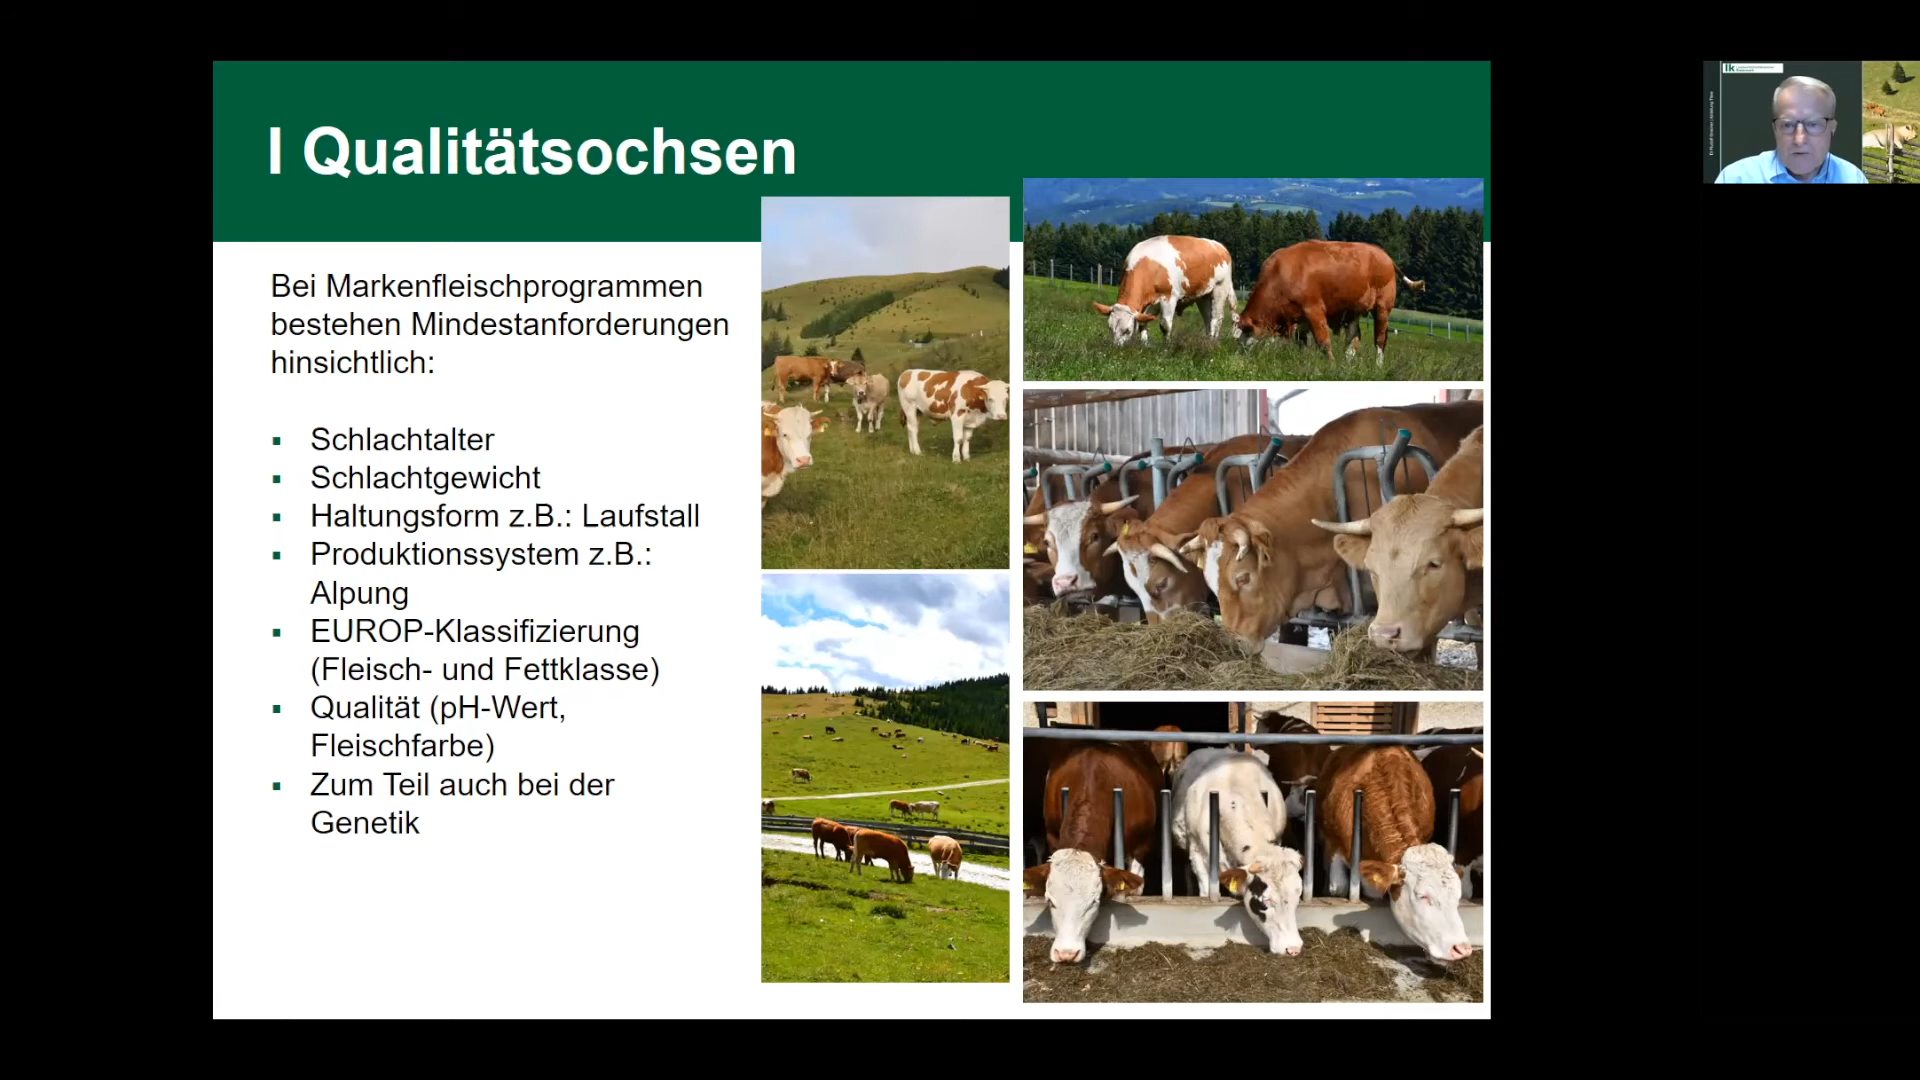 I Qualitätsochsen
Bei Markenfleischprogrammen
bestehen Mindestanforderungen
hinsichtlich:
▪ Schlachtalter
▪ Schlachtgewicht
▪ Haltungsform z.B.: Laufstall
▪ Produktionssystem z.B.:
Alpung
▪ EUROP-Klassifizierung
(Fleisch- und Fettklasse)
▪ Qualität (pH-Wert,
Fleischfarbe)
▪ Zum Teil auch bei der
Genetik
lk